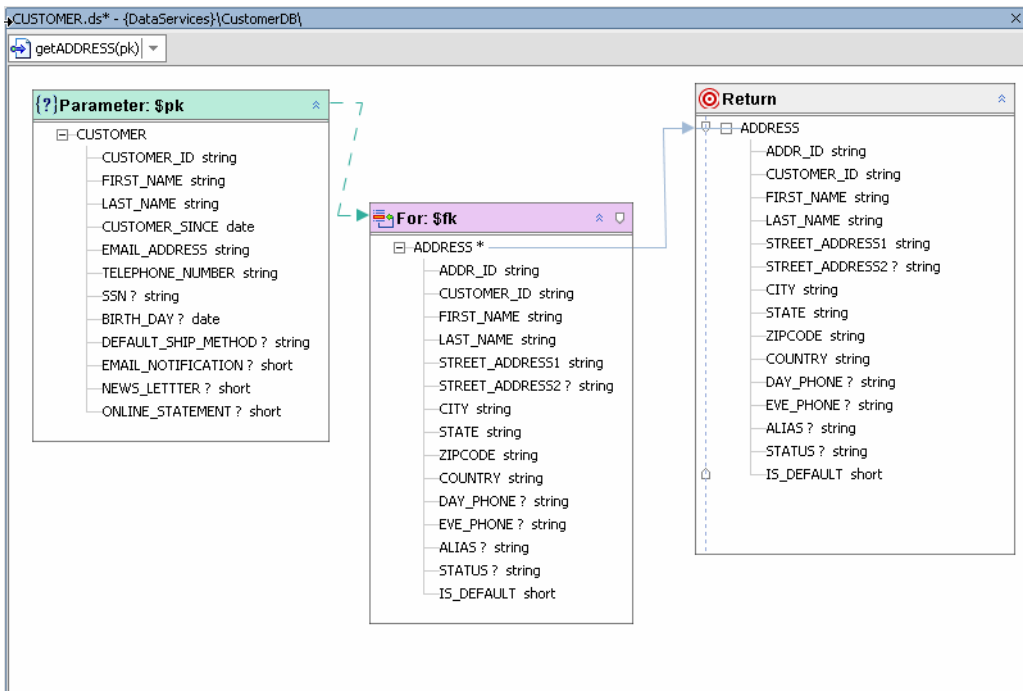 CUSTOMER.ds* - {DataServices}\CustomerDB\
getADDRESS(pk)
{?}Parameter: $pk
CUSTOMER
CUSTOMER_ID string
FIRST_NAME string
LAST_NAME string
CUSTOMER_SINCE date
EMAIL_ADDRESS string
TELEPHONE_NUMBER string
SSN ? string
BIRTH_DAY ? date
DEFAULT_SHIP_METHOD ? string
EMAIL_NOTIFICATION ? short
NEWS_LETTTER ? short
ONLINE_STATEMENT ? short
For: $fk
ADDRESS *
ADDR_ID string
CUSTOMER_ID string
FIRST_NAME string
LAST_NAME string
STREET_ADDRESS1 string
STREET_ADDRESS2 ? string
CITY string
STATE string
ZIPCODE string
COUNTRY string
DAY_PHONE ? string
EVE_PHONE ? string
ALIAS ? string
STATUS ? string
IS_DEFAULT short
Return
ADDRESS
ADDR_ID string
CUSTOMER_ID string
FIRST_NAME string
LAST_NAME string
STREET_ADDRESS1 string
STREET_ADDRESS2 ? string
CITY string
STATE string
ZIPCODE string
COUNTRY string
DAY_PHONE ? string
EVE_PHONE ? string
ALIAS ? string
STATUS ? string
IS_DEFAULT short